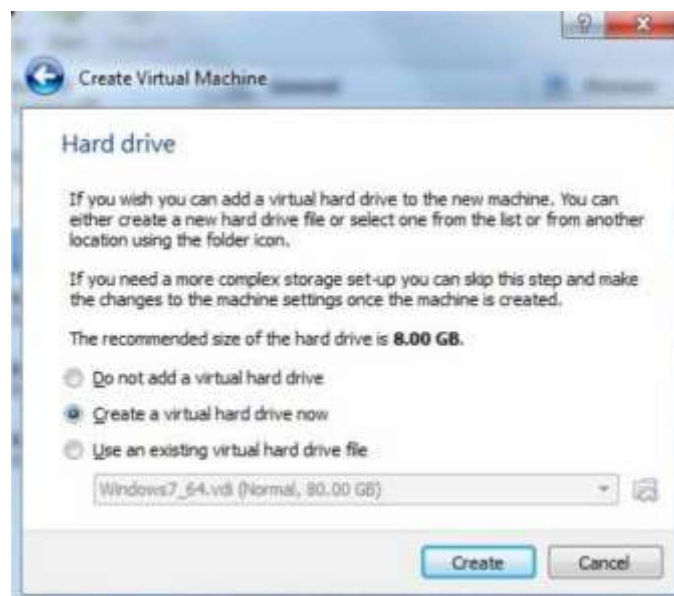 Create Virtual Machine
Hard drive
If you wish you can add a virtual hard drive to the new machine. You can
either create a new hard drive file or select one from the list or from another
location using the folder icon.
If you need a more complex storage set-up you can skip this step and make
the changes to the machine settings once the machine is created.
The recommended size of the hard drive is 8.00 GB.
Do not add a virtual hard drive
Create a virtual hard drive now
Use an existing virtual hard drive file
Windows7_64.vdi (Normal, 80.00 GB)
Create Cancel